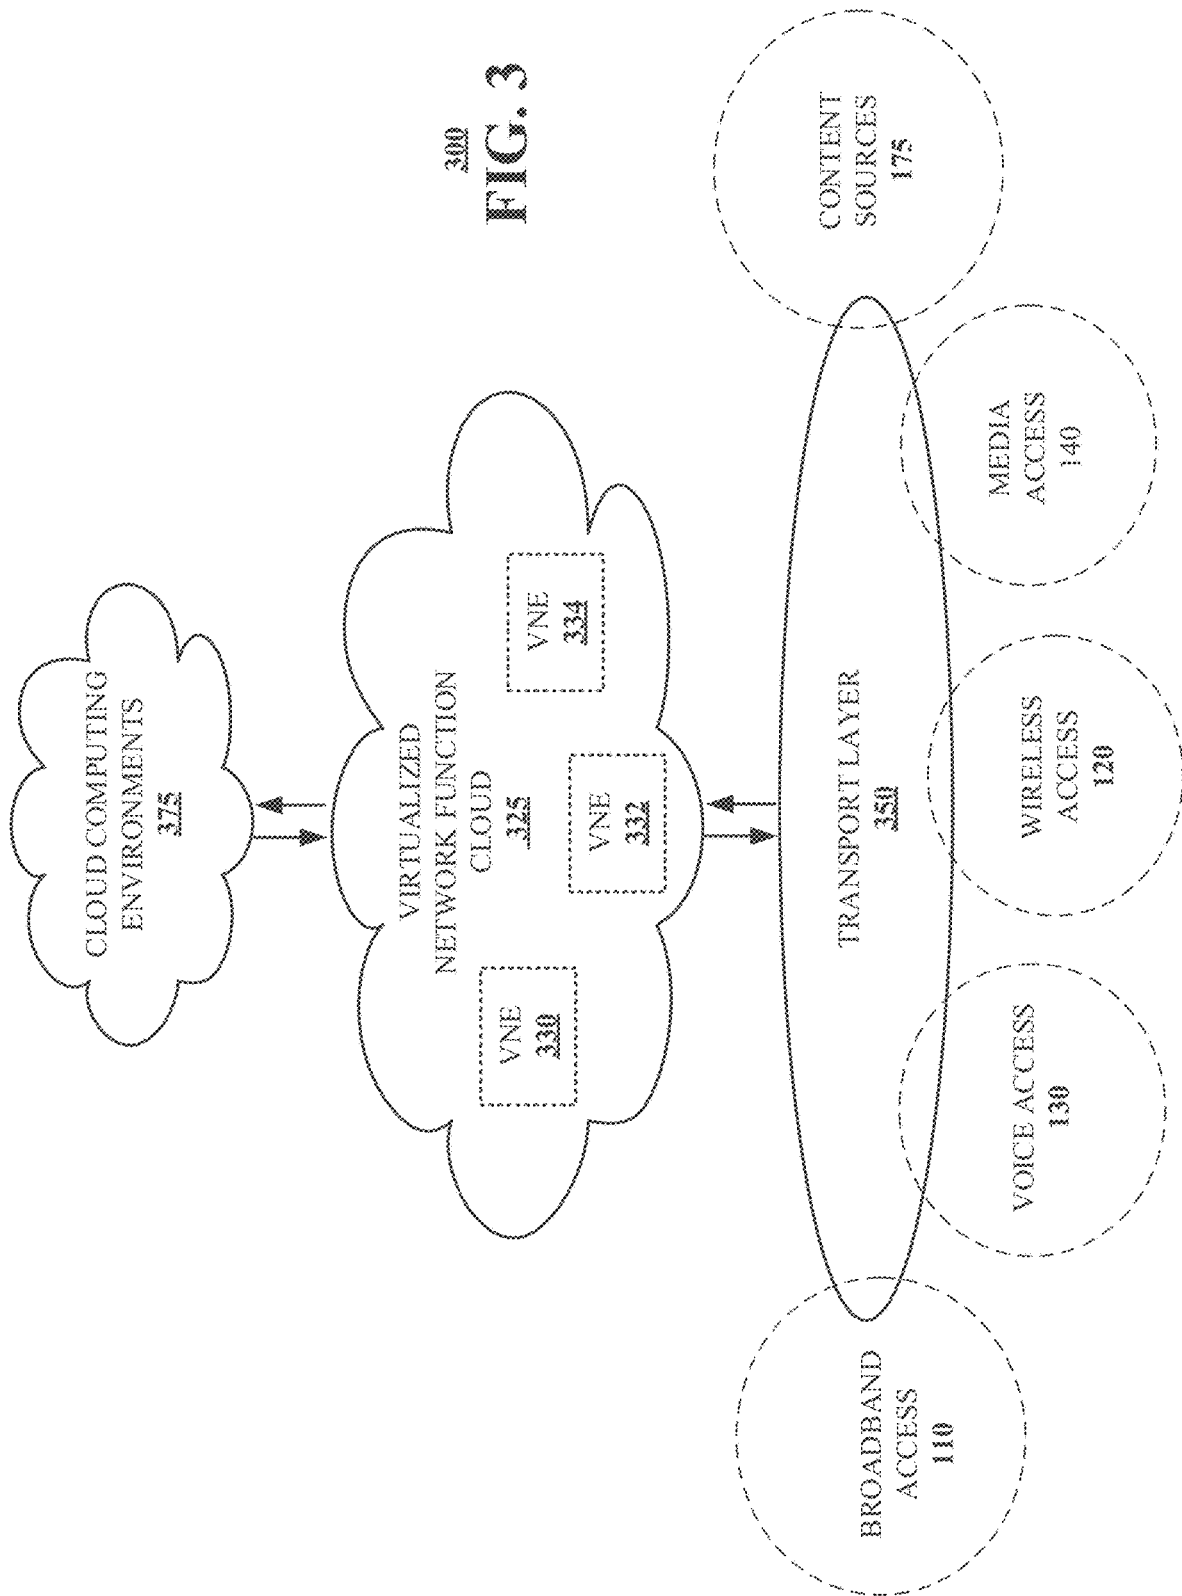 CLOUD COMPUTING
ENVIRONMENTS
375
300
FIG. 3
VIRTUALIZED
NETWORK FUNCTION
CLOUD
325
VNE
330
VNE
332
VNE
334
TRANSPORT LAYER
350
BROADBAND
ACCESS
110
VOICE ACCESS
130
WIRELESS
ACCESS
120
MEDIA
ACCESS
140
CONTENT
SOURCES
175